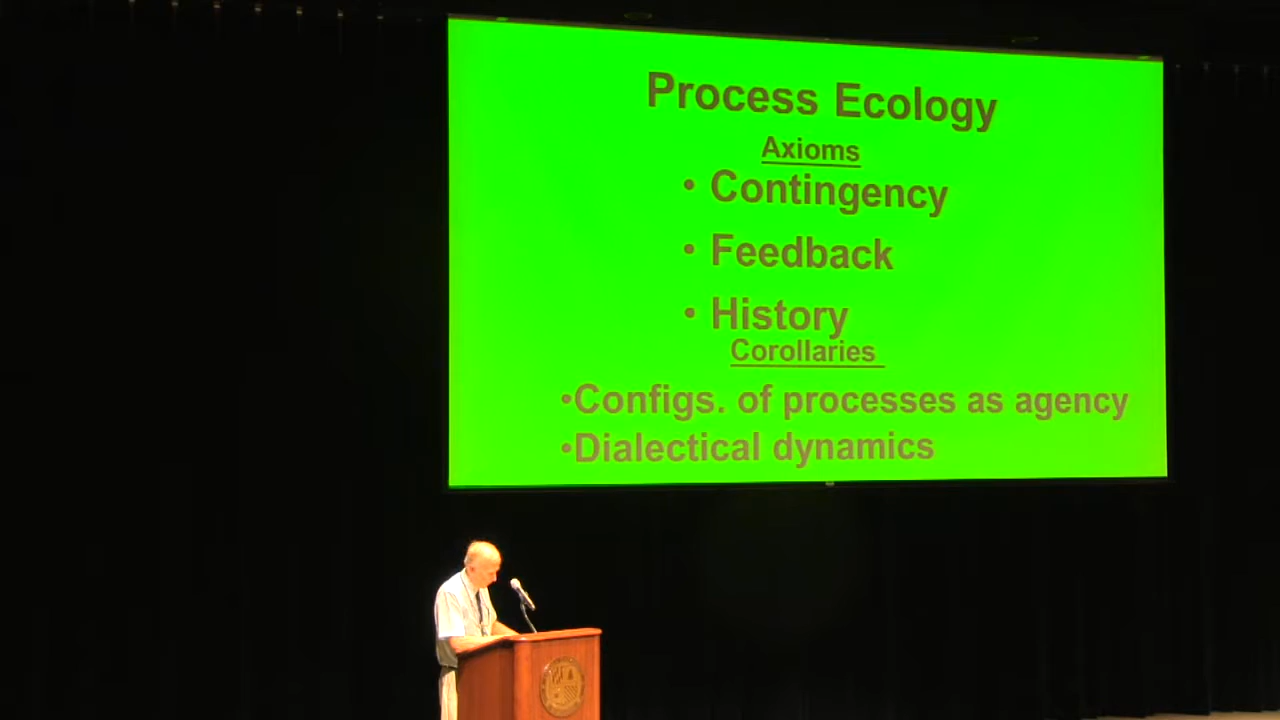 Process Ecology
Axioms
• Contingency
• Feedback
• History
Corollaries
•Configs. of processes as agency
•Dialectical dynamics